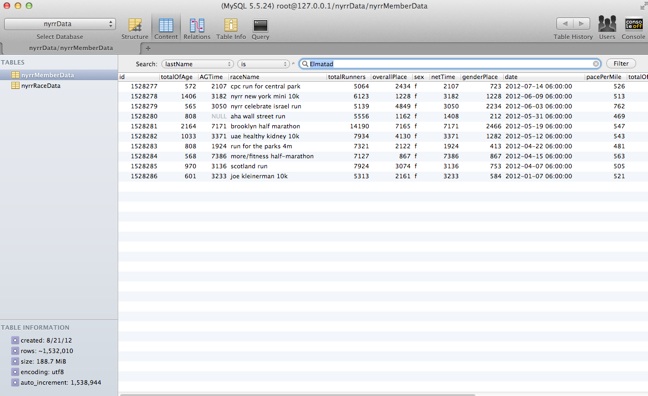 (MySQL 5.5.24) root@127.0.0.1/nyrrData/nyrrMemberData
nyrrData
Select Database
Structure Content Relations Table Info Query
Table History Users Console
conso le off
nyrrData/nyrrMemberData +
TABLES
nyrrMemberData
nyrrRaceData
Search: lastName is Elmatad Filter
id totalOfAge AGTime raceName totalRunners overallPlace sex netTime genderPlace date pacePerMile totalOf
1528277 572 2107 cpc run for central park 5064 2434 f 2107 723 2012-07-14 06:00:00 526
1528278 1406 3182 nyrr new york mini 10k 6123 1228 f 3182 1228 2012-06-09 06:00:00 513
1528279 565 3050 nyrr celebrate israel run 5139 4849 f 3050 2234 2012-06-03 06:00:00 762
1528280 808 NULL aha wall street run 5556 1162 f 1408 212 2012-05-31 06:00:00 469
1528281 2164 7171 brooklyn half marathon 14190 7165 f 7171 2466 2012-05-19 06:00:00 547
1528282 1033 3371 uae healthy kidney 10k 7934 4130 f 3371 1282 2012-05-12 06:00:00 543
1528283 808 1924 run for the parks 4m 7321 2122 f 1924 413 2012-04-22 06:00:00 481
1528284 568 7386 more/fitness half-marathon 7127 867 f 7386 867 2012-04-15 06:00:00 563
1528285 970 3136 scotland run 7924 3074 f 3136 753 2012-04-07 06:00:00 505
1528286 601 3233 joe kleinerman 10k 5313 2161 f 3233 584 2012-01-07 06:00:00 521
TABLE INFORMATION
created: 8/21/12
rows: ~1,532,010
size: 188.7 MiB
encoding: utf8
auto_increment: 1,538,944